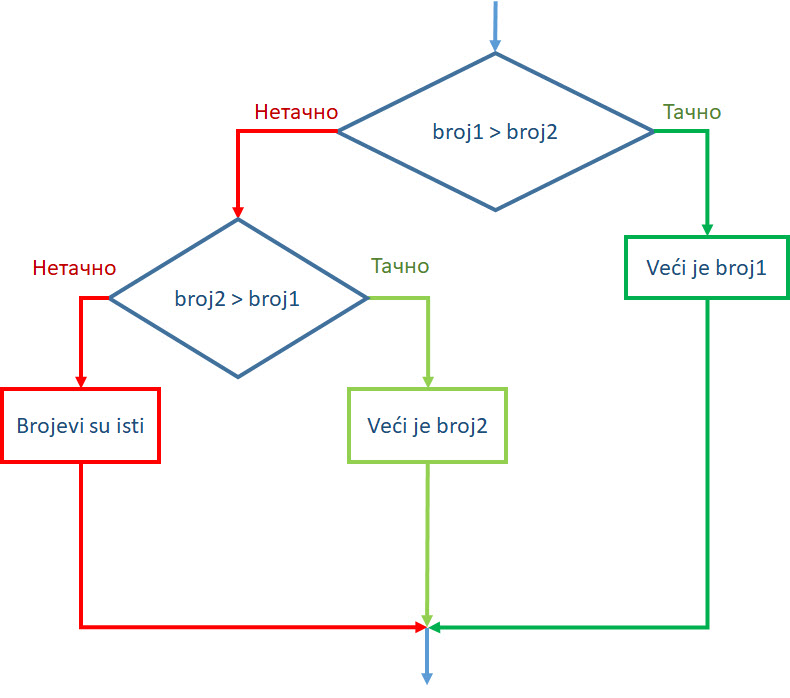 Нетачно
broj1 > broj2
Тачно
Нетачно
broj2 > broj1
Тачно
Veći je broj1
Brojevi su isti
Veći je broj2